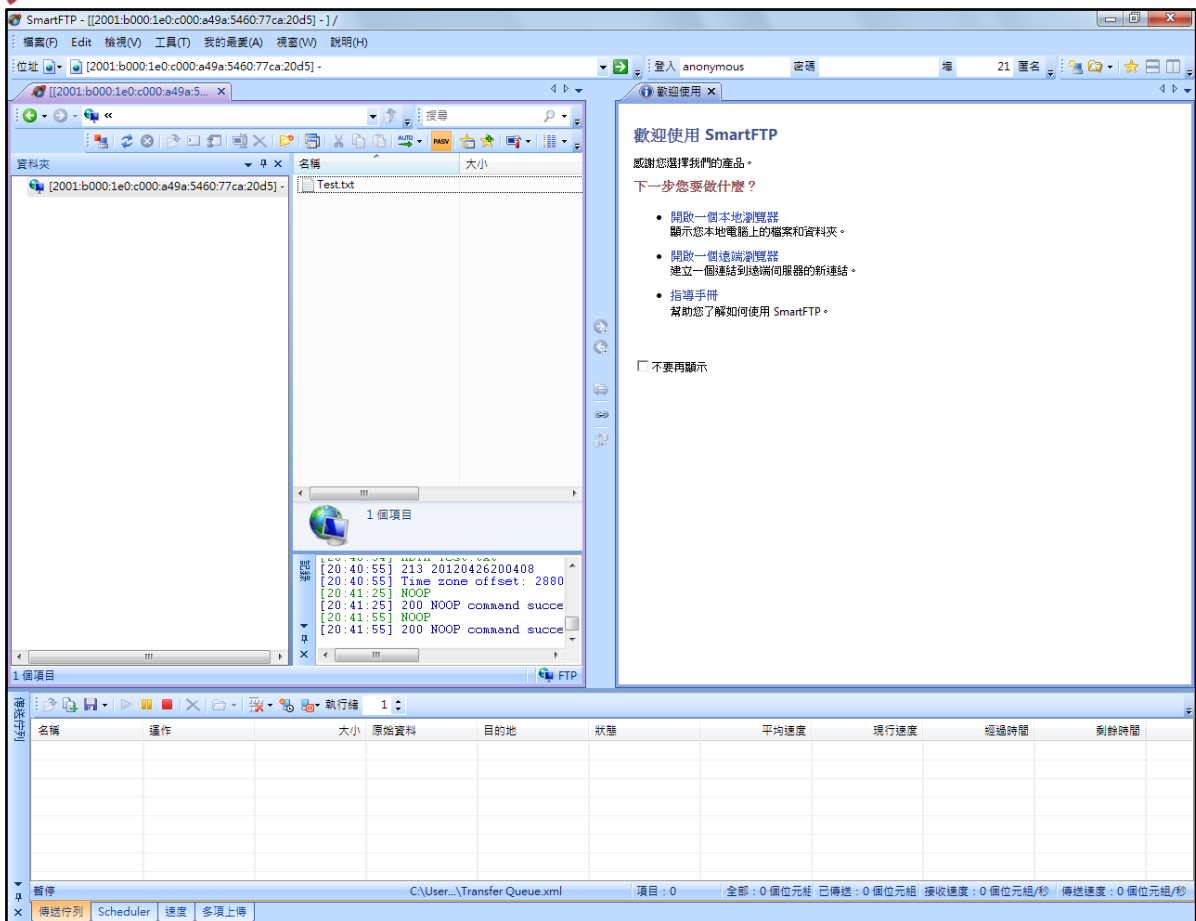 SmartFTP - [[2001:b000:1e0:c000:a49a:5460:77ca:20d5] - ] /
檔案(F) Edit 檢視(V) 工具(T) 我的最愛(A) 視窗(W) 說明(H)
位址 [2001:b000:1e0:c000:a49a:5460:77ca:20d5] - 登入 anonymous 密碼 埠 21 匿名
[[2001:b000:1e0:c000:a49a:5... 
«
搜尋
AUTO
PASV
資料夾
名稱 大小
[2001:b000:1e0:c000:a49a:5460:77ca:20d5] -
Test.txt
1 個項目
記錄
[20:40:55] 213 20120426200408
[20:40:55] Time zone offset: 2880
[20:41:25] NOOP
[20:41:25] 200 NOOP command succe
[20:41:55] NOOP
[20:41:55] 200 NOOP command succe
1 個項目
FTP
歡迎使用
歡迎使用 SmartFTP
感謝您選擇我們的產品。
下一步您要做什麼？
• 開啟一個本地瀏覽器
顯示您本地電腦上的檔案和資料夾。
• 開啟一個遠端瀏覽器
建立一個連結到遠端伺服器的新連結。
• 指導手冊
幫助您了解如何使用 SmartFTP。
不要再顯示
傳送佇列
執行緒 1
名稱 運作 大小 原始資料 目的地 狀態 平均速度 現行速度 經過時間 剩餘時間
暫停 C:\User...\Transfer Queue.xml 項目：0 全部：0 個位元組 已傳送：0 個位元組 接收速度：0 個位元組/秒 傳送速度：0 個位元組/秒
傳送佇列 Scheduler 速度 多項上傳